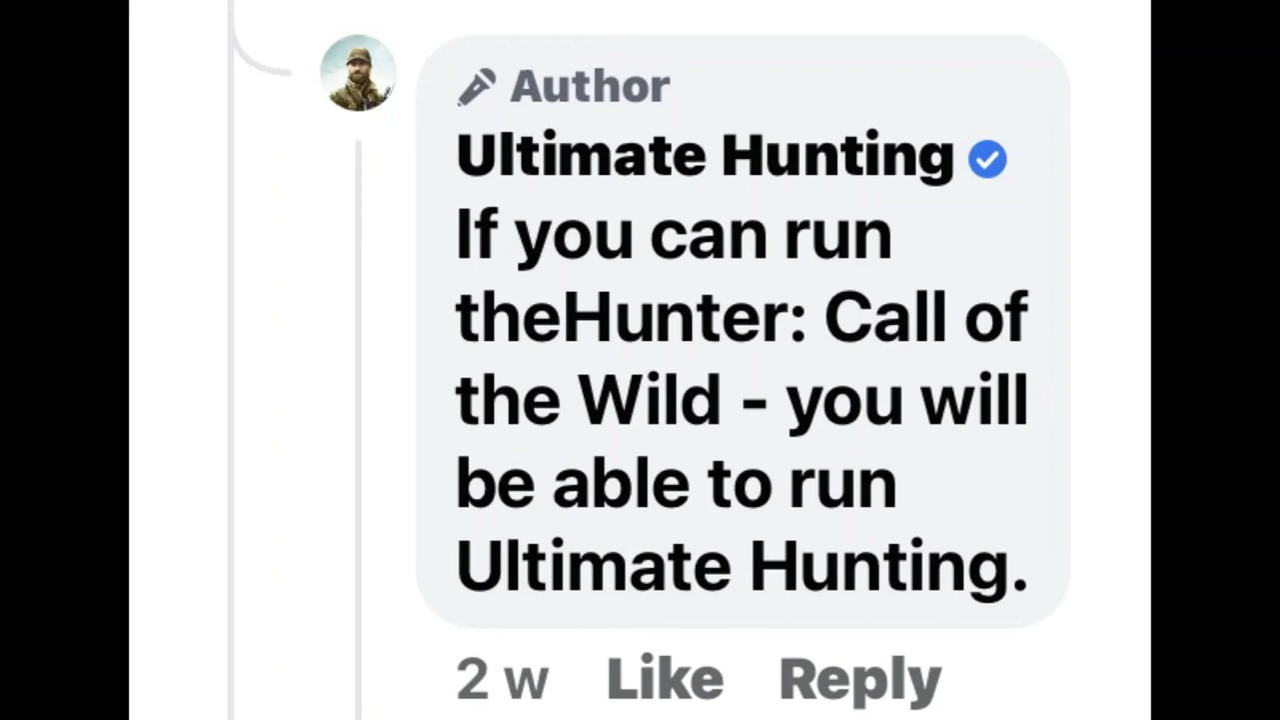 Author
Ultimate Hunting
If you can run
theHunter: Call of
the Wild - you will
be able to run
Ultimate Hunting.
2 w Like Reply